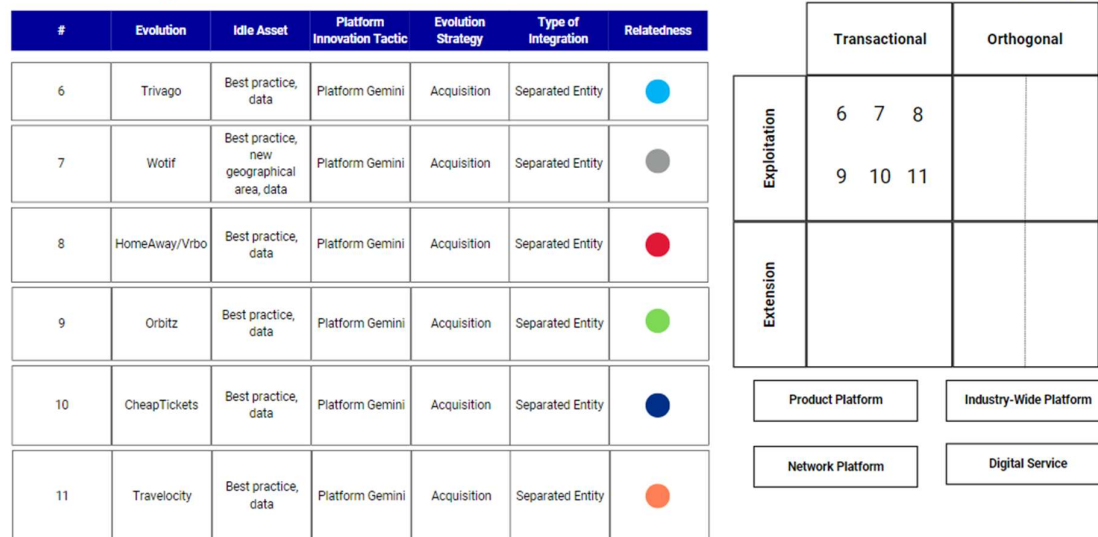 # Evolution Idle Asset Platform Innovation Tactic Evolution Strategy Type of Integration Relatedness
6 Trivago Best practice, data Platform Gemini Acquisition Separated Entity
7 Wotif Best practice, new geographical area, data Platform Gemini Acquisition Separated Entity
8 HomeAway/Vrbo Best practice, data Platform Gemini Acquisition Separated Entity
9 Orbitz Best practice, data Platform Gemini Acquisition Separated Entity
10 CheapTickets Best practice, data Platform Gemini Acquisition Separated Entity
11 Travelocity Best practice, data Platform Gemini Acquisition Separated Entity
Transactional Orthogonal
Exploitation
6 7 8
9 10 11
Extension
Product Platform Industry-Wide Platform
Network Platform Digital Service